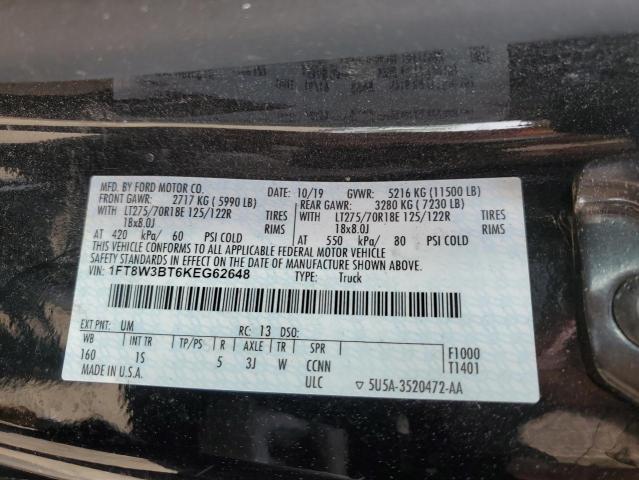 MFD. BY FORD MOTOR CO. 10/19 GVWR: 5216 KG (11500 LB)
FRONT GAWR: 2717 KG ( 5990 LB) REAR GAWR: 3280 KG ( 7230 LB)
WITH LT275/70R18E 125/122R TIRES WITH LT275/70R18E 125/122R TIRES
18x8.0J RIMS 18x8.0J RIMS
AT 420 kPa/ 60 PSI COLD AT 550 kPa/ 80 PSI COLD
THIS VEHICLE CONFORMS TO ALL APPLICABLE FEDERAL MOTOR VEHICLE
SAFETY STANDARDS IN EFFECT ON THE DATE OF MANUFACTURE SHOWN ABOVE.
VIN: 1FT8W3BT6KEG62648 TYPE: Truck
EXT PNT: UM RC: 13 DSO:
WB INT TR TP/PS R AXLE TR SPR F1000
160 1S 5 3J W CCNN T1401
MADE IN U.S.A. ULC ▽ 5U5A-3520472-AA